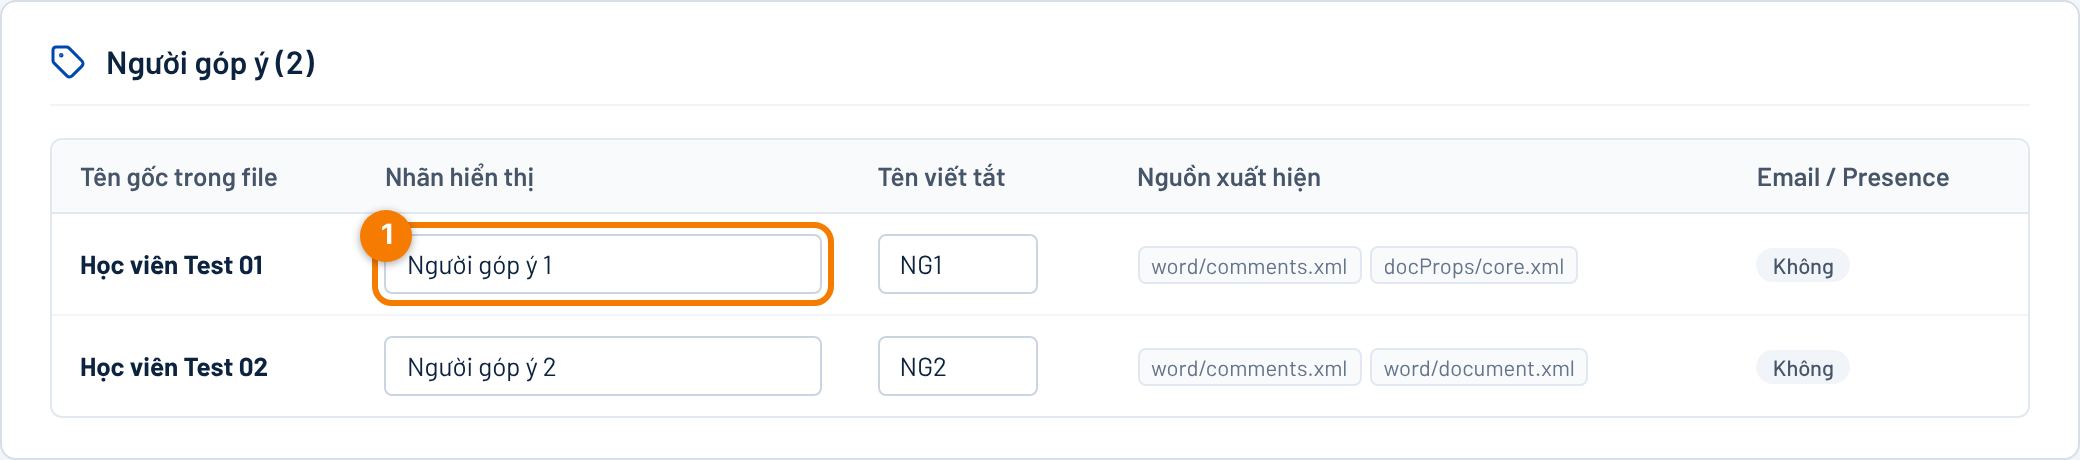 Người góp ý (2)
Tên gốc trong file Nhãn hiển thị Tên viết tắt Nguồn xuất hiện Email / Presence
1
Học viên Test 01 Người góp ý 1 NG1 word/comments.xml docProps/core.xml Không
Học viên Test 02 Người góp ý 2 NG2 word/comments.xml word/document.xml Không